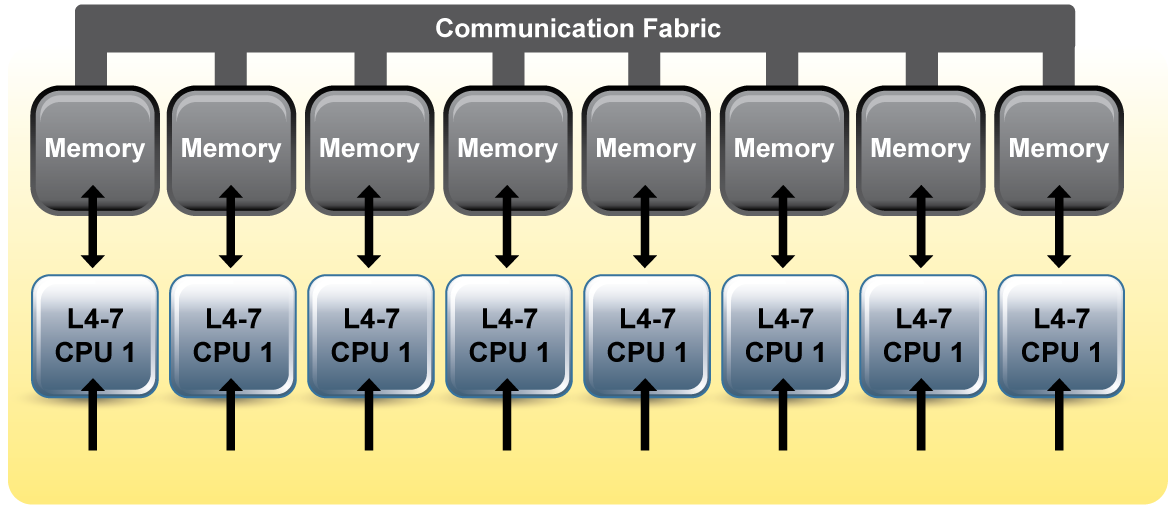 Communication Fabric
Memory Memory Memory Memory Memory Memory Memory Memory
L4-7 L4-7 L4-7 L4-7 L4-7 L4-7 L4-7 L4-7
CPU 1 CPU 1 CPU 1 CPU 1 CPU 1 CPU 1 CPU 1 CPU 1